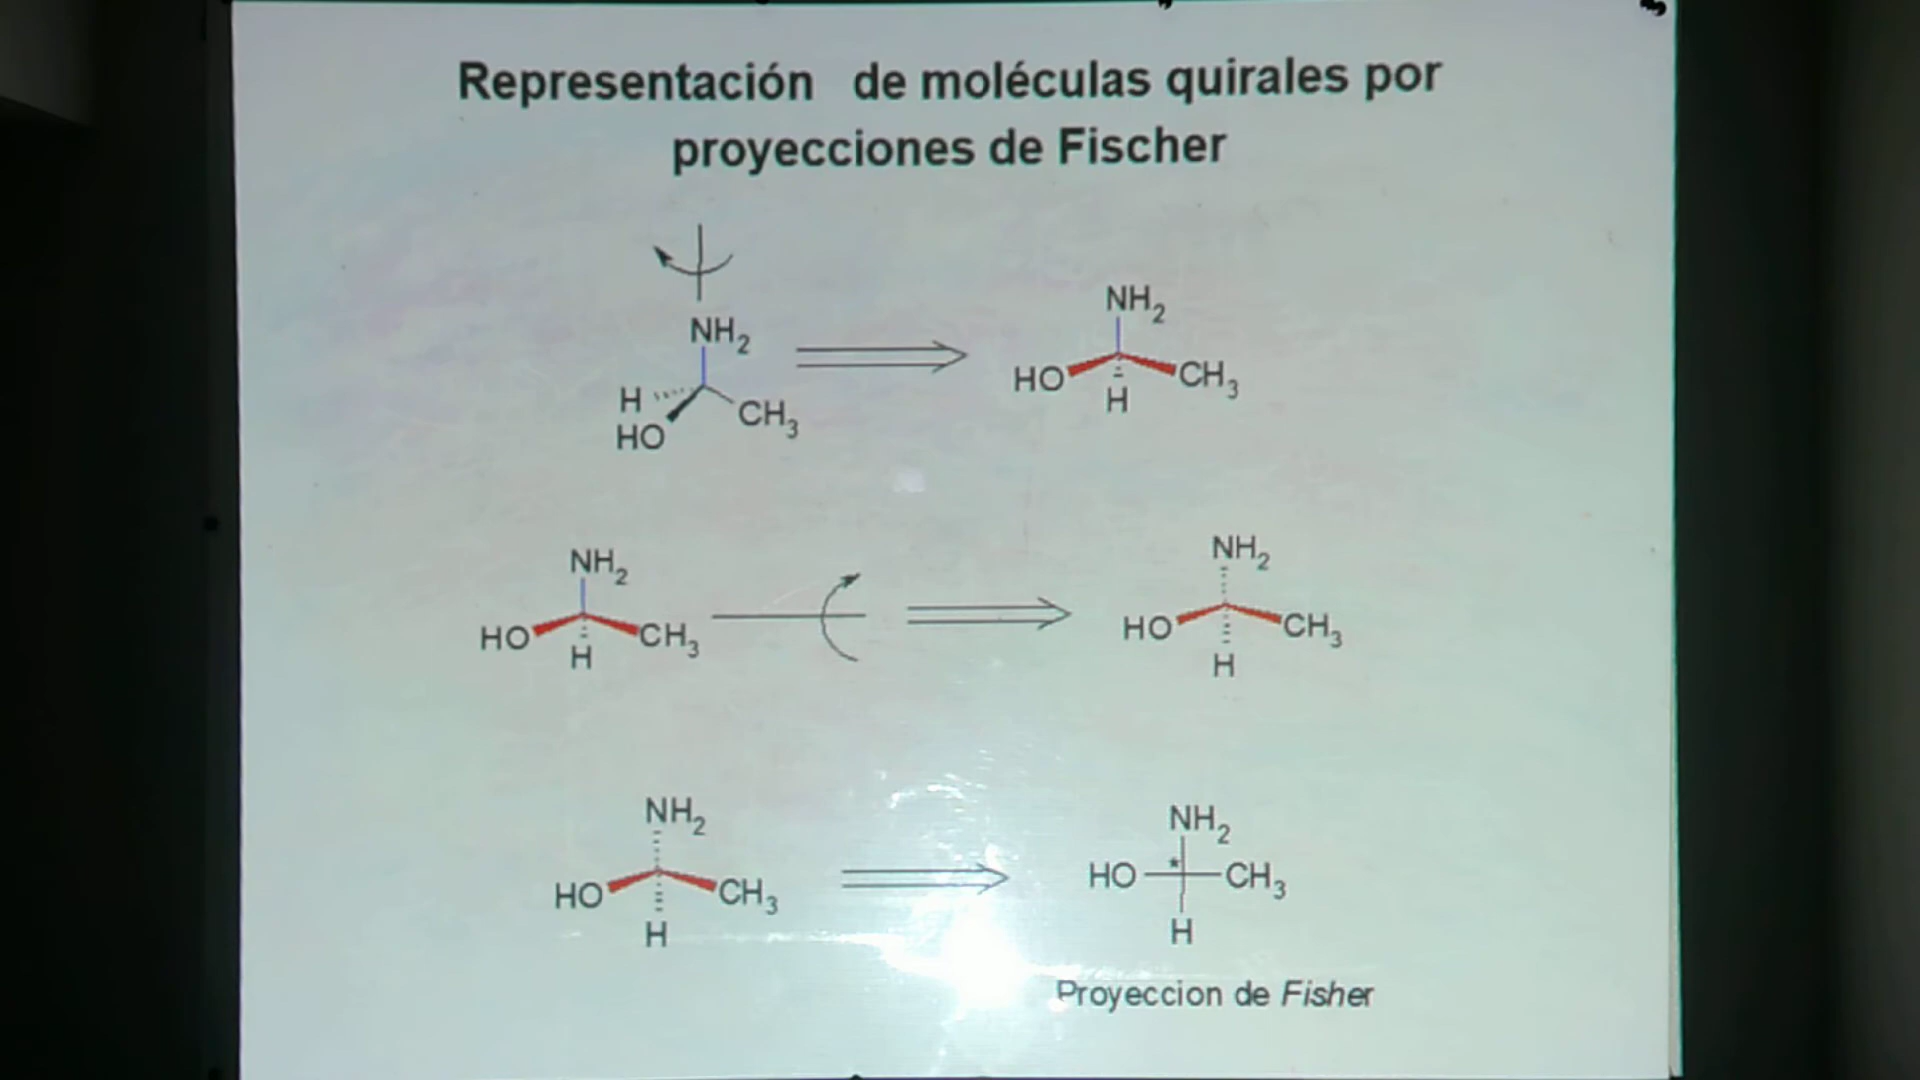 Representación de moléculas quirales por
proyecciones de Fischer
NH2
H
HO
CH3
NH2
HO
CH3
H
NH2
HO
CH3
H
NH2
HO
CH3
H
NH2
HO
CH3
H
NH2
HO
*
CH3
H
Proyeccion de Fisher